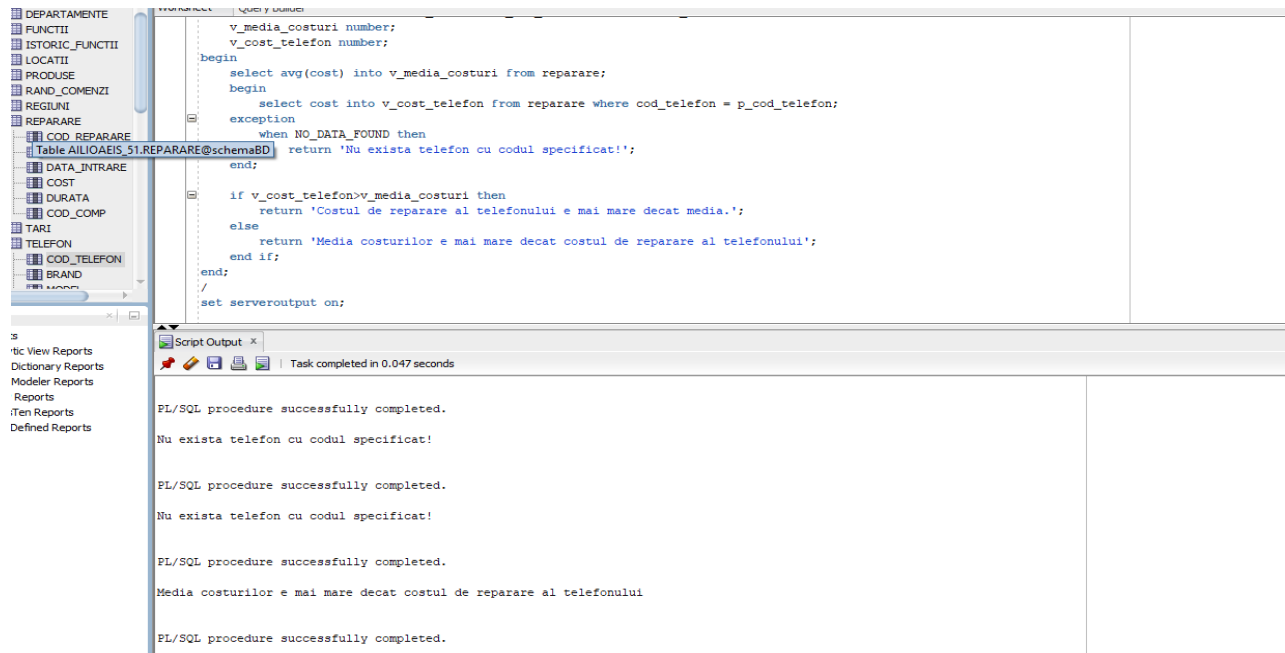 DEPARTAMENTE
FUNCTII
ISTORIC_FUNCTII
LOCATII
PRODUSE
RAND_COMENZI
REGIUNI
REPARARE
COD_REPARARE
Table AILIOAEIS_51.REPARARE@schemaBD
DATA_INTRARE
COST
DURATA
COD_COMP
TARI
TELEFON
COD_TELEFON
BRAND
MODEL
tic View Reports
Dictionary Reports
Modeler Reports
Reports
Ten Reports
Defined Reports
Worksheet Query Builder
v_media_costuri number;
v_cost_telefon number;
begin
select avg(cost) into v_media_costuri from reparare;
begin
select cost into v_cost_telefon from reparare where cod_telefon = p_cod_telefon;
exception
when NO_DATA_FOUND then
return 'Nu exista telefon cu codul specificat!';
end;
if v_cost_telefon>v_media_costuri then
return 'Costul de reparare al telefonului e mai mare decat media.';
else
return 'Media costurilor e mai mare decat costul de reparare al telefonului';
end if;
end;
/
set serveroutput on;
Script Output x
Task completed in 0.047 seconds
PL/SQL procedure successfully completed.
Nu exista telefon cu codul specificat!
PL/SQL procedure successfully completed.
Nu exista telefon cu codul specificat!
PL/SQL procedure successfully completed.
Media costurilor e mai mare decat costul de reparare al telefonului
PL/SQL procedure successfully completed.